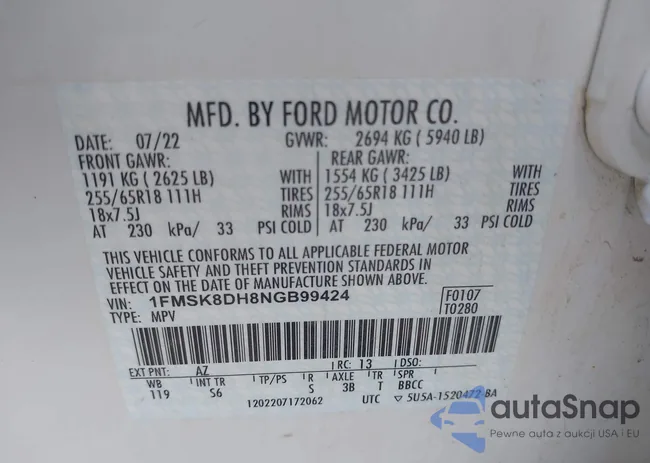 MFD. BY FORD MOTOR CO.
DATE: 07/22 GVWR: 2694 KG ( 5940 LB)
FRONT GAWR: REAR GAWR:
1191 KG ( 2625 LB) WITH 1554 KG ( 3425 LB) WITH
255/65R18 111H TIRES 255/65R18 111H TIRES
18x7.5J RIMS 18x7.5J RIMS
AT 230 kPa/ 33 PSI COLD AT 230 kPa/ 33 PSI COLD
THIS VEHICLE CONFORMS TO ALL APPLICABLE FEDERAL MOTOR
VEHICLE SAFETY AND THEFT PREVENTION STANDARDS IN
EFFECT ON THE DATE OF MANUFACTURE SHOWN ABOVE.
VIN: 1FMSK8DH8NGB99424 F0107
TYPE: MPV T0280
EXT PNT: AZ RC: 13 DSO:
WB INT TR TP/PS R AXLE TR SPR
119 S6 S 3B T BBCC
1202207172062 UTC ▽ 5U5A-1520472-BA
autaSnap
Pewne auta z aukcji USA i EU